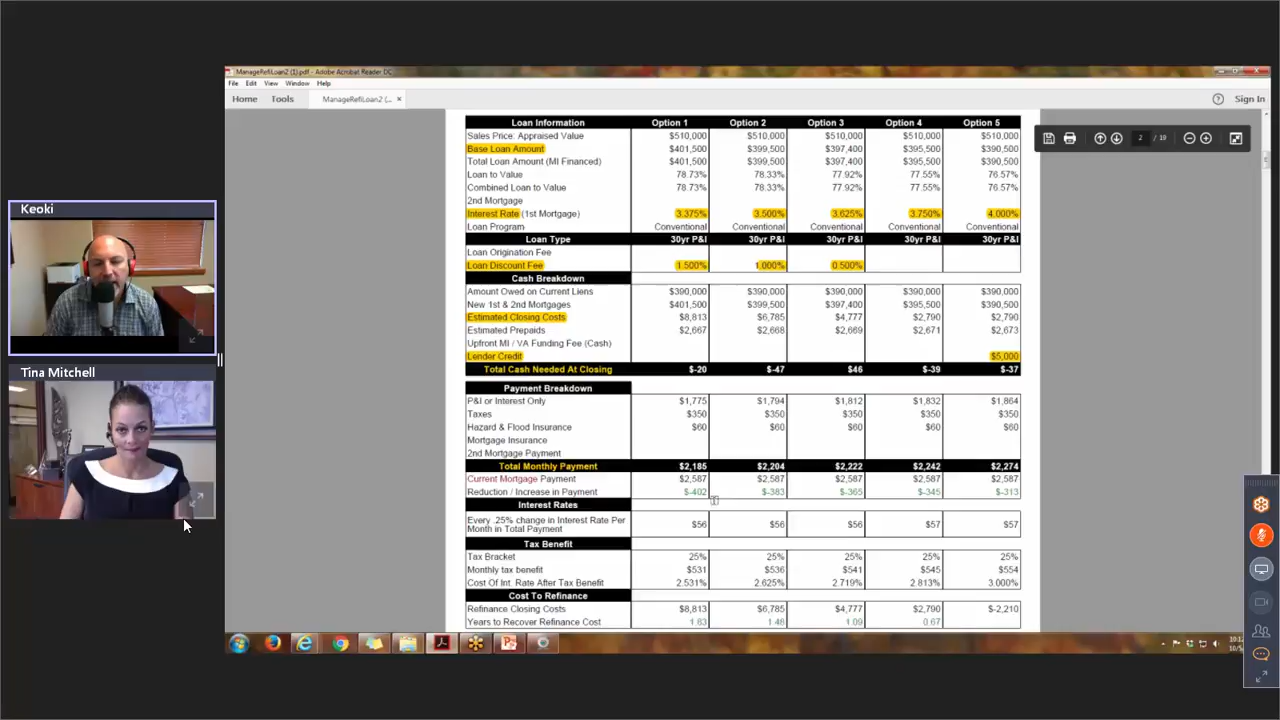 Keoki
Tina Mitchell
ManageRefiLoan2 (1).pdf - Adobe Acrobat Reader DC
File Edit View Window Help
Home Tools ManageRefiLoan2 (... × Sign In
2 / 19
Loan Information Option 1 Option 2 Option 3 Option 4 Option 5
Sales Price: Appraised Value $510,000 $510,000 $510,000 $510,000 $510,000
Base Loan Amount $401,500 $399,500 $397,400 $395,500 $390,500
Total Loan Amount (MI Financed) $401,500 $399,500 $397,400 $395,500 $390,500
Loan to Value 78.73% 78.33% 77.92% 77.55% 76.57%
Combined Loan to Value 78.73% 78.33% 77.92% 77.55% 76.57%
2nd Mortgage
Interest Rate (1st Mortgage) 3.375% 3.500% 3.625% 3.750% 4.000%
Loan Program Conventional Conventional Conventional Conventional Conventional
Loan Type 30yr P&I 30yr P&I 30yr P&I 30yr P&I 30yr P&I
Loan Origination Fee
Loan Discount Fee 1.500% 1.000% 0.500%
Cash Breakdown
Amount Owed on Current Liens $390,000 $390,000 $390,000 $390,000 $390,000
New 1st & 2nd Mortgages $401,500 $399,500 $397,400 $395,500 $390,500
Estimated Closing Costs $8,813 $6,785 $4,777 $2,790 $2,790
Estimated Prepaids $2,667 $2,668 $2,669 $2,671 $2,673
Upfront MI / VA Funding Fee (Cash)
Lender Credit $5,000
Total Cash Needed At Closing $-20 $-47 $46 $-39 $-37
Payment Breakdown
P&I or Interest Only $1,775 $1,794 $1,812 $1,832 $1,864
Taxes $350 $350 $350 $350 $350
Hazard & Flood Insurance $60 $60 $60 $60 $60
Mortgage Insurance
2nd Mortgage Payment
Total Monthly Payment $2,185 $2,204 $2,222 $2,242 $2,274
Current Mortgage Payment $2,587 $2,587 $2,587 $2,587 $2,587
Reduction / Increase in Payment $-402 $-383 $-365 $-345 $-313
Interest Rates
Every .25% change in Interest Rate Per
Month in Total Payment $56 $56 $56 $57 $57
Tax Benefit
Tax Bracket 25% 25% 25% 25% 25%
Monthly tax benefit $531 $536 $541 $545 $554
Cost Of Int. Rate After Tax Benefit 2.531% 2.625% 2.719% 2.813% 3.000%
Cost To Refinance
Refinance Closing Costs $8,813 $6,785 $4,777 $2,790 $-2,210
Years to Recover Refinance Cost 1.63 1.48 1.09 0.67